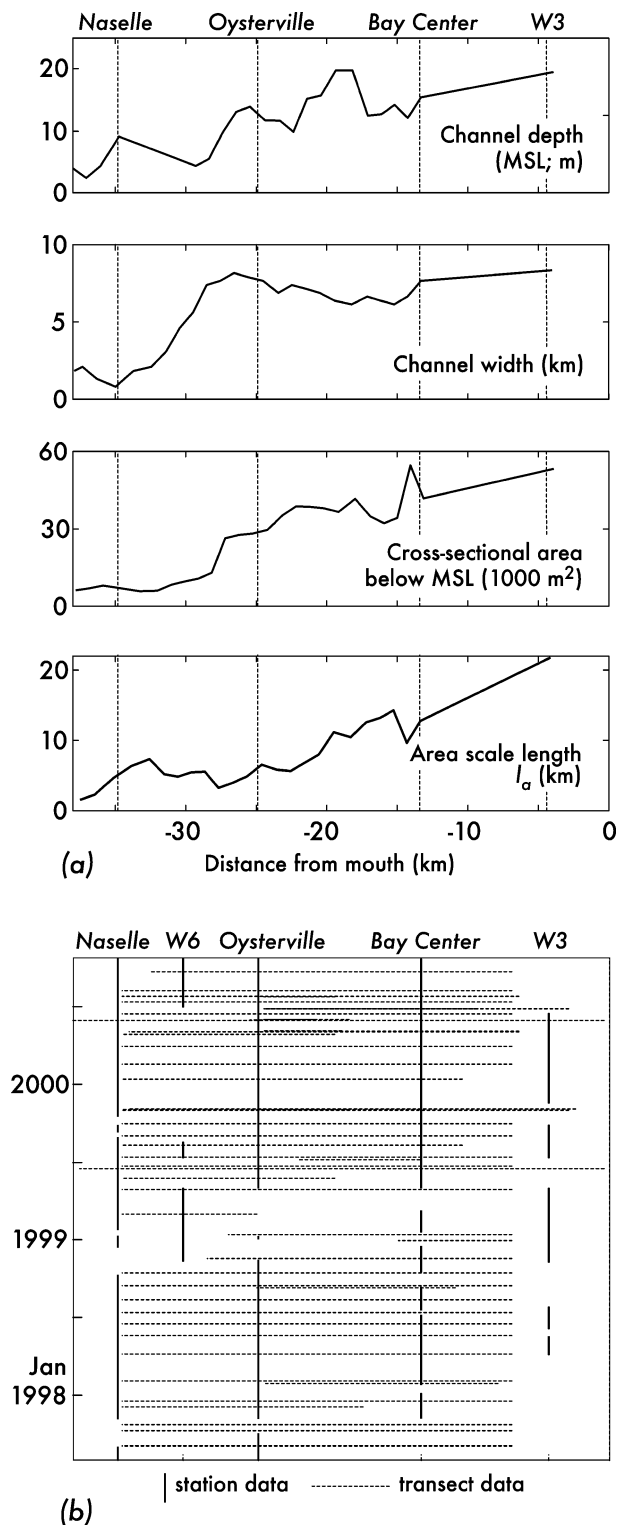 Naselle Oysterville Bay Center W3
20
10
0
Channel depth
(MSL; m)
10
5
0
Channel width (km)
60
30
0
Cross-sectional area
below MSL (1000 m²)
20
10
0
Area scale length
lₐ (km)
-30 -20 -10 0
(a) Distance from mouth (km)
Naselle W6 Oysterville Bay Center W3
2000
1999
Jan
1998
station data transect data
(b)